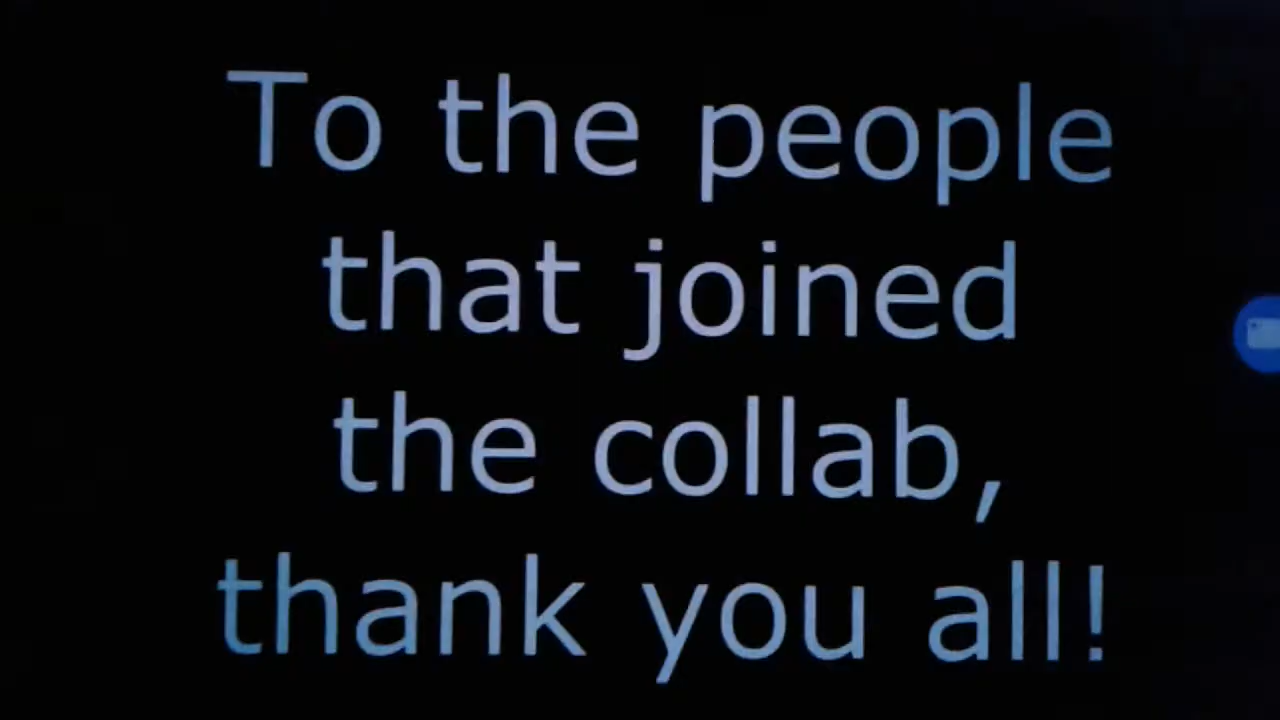 To the people
that joined
the collab,
thank you all!